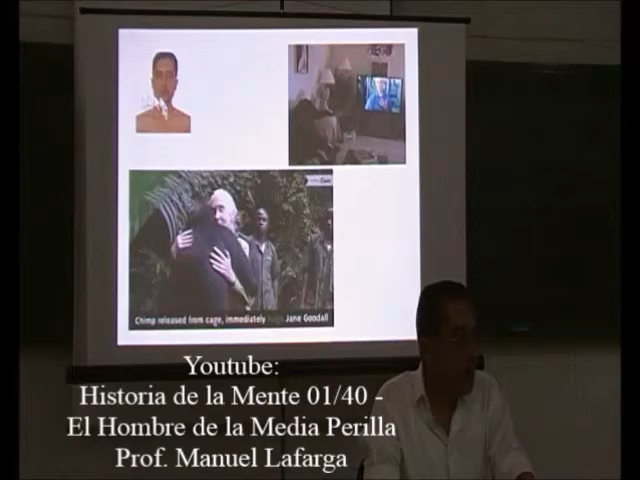 Chimp released from cage, immediately
Jane Goodall
Youtube:
Historia de la Mente 01/40 -
El Hombre de la Media Perilla
Prof. Manuel Lafarga